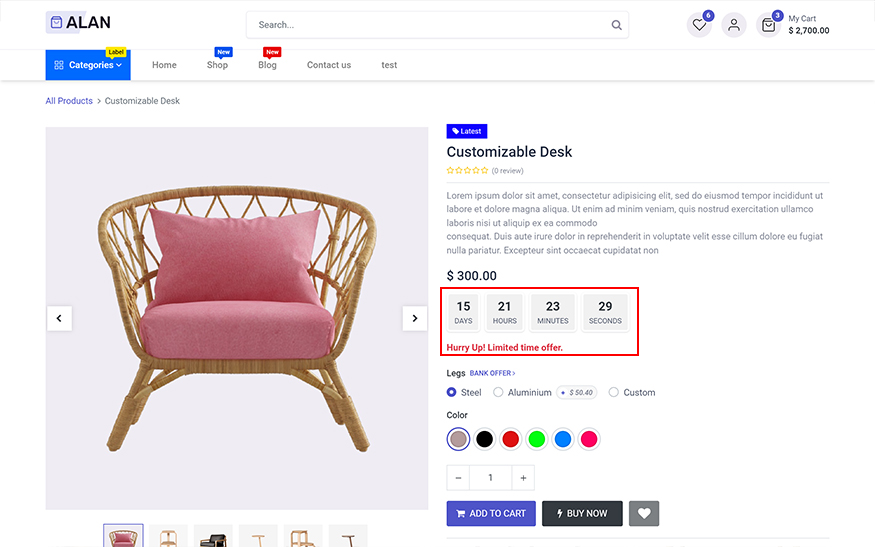 ALAN
Search...
6
3
My Cart
$ 2,700.00
Label
New
New
Categories
Home
Shop
Blog
Contact us
test
All Products > Customizable Desk
Latest
Customizable Desk
(0 review)
Lorem ipsum dolor sit amet, consectetur adipisicing elit, sed do eiusmod tempor incididunt ut
labore et dolore magna aliqua. Ut enim ad minim veniam, quis nostrud exercitation ullamco
laboris nisi ut aliquip ex ea commodo
consequat. Duis aute irure dolor in reprehenderit in voluptate velit esse cillum dolore eu fugiat
nulla pariatur. Excepteur sint occaecat cupidatat non
$ 300.00
15 21 23 29
DAYS HOURS MINUTES SECONDS
Hurry Up! Limited time offer.
Legs BANK OFFER >
Steel Aluminium + $ 50.40 Custom
Color
− 1 +
ADD TO CART BUY NOW